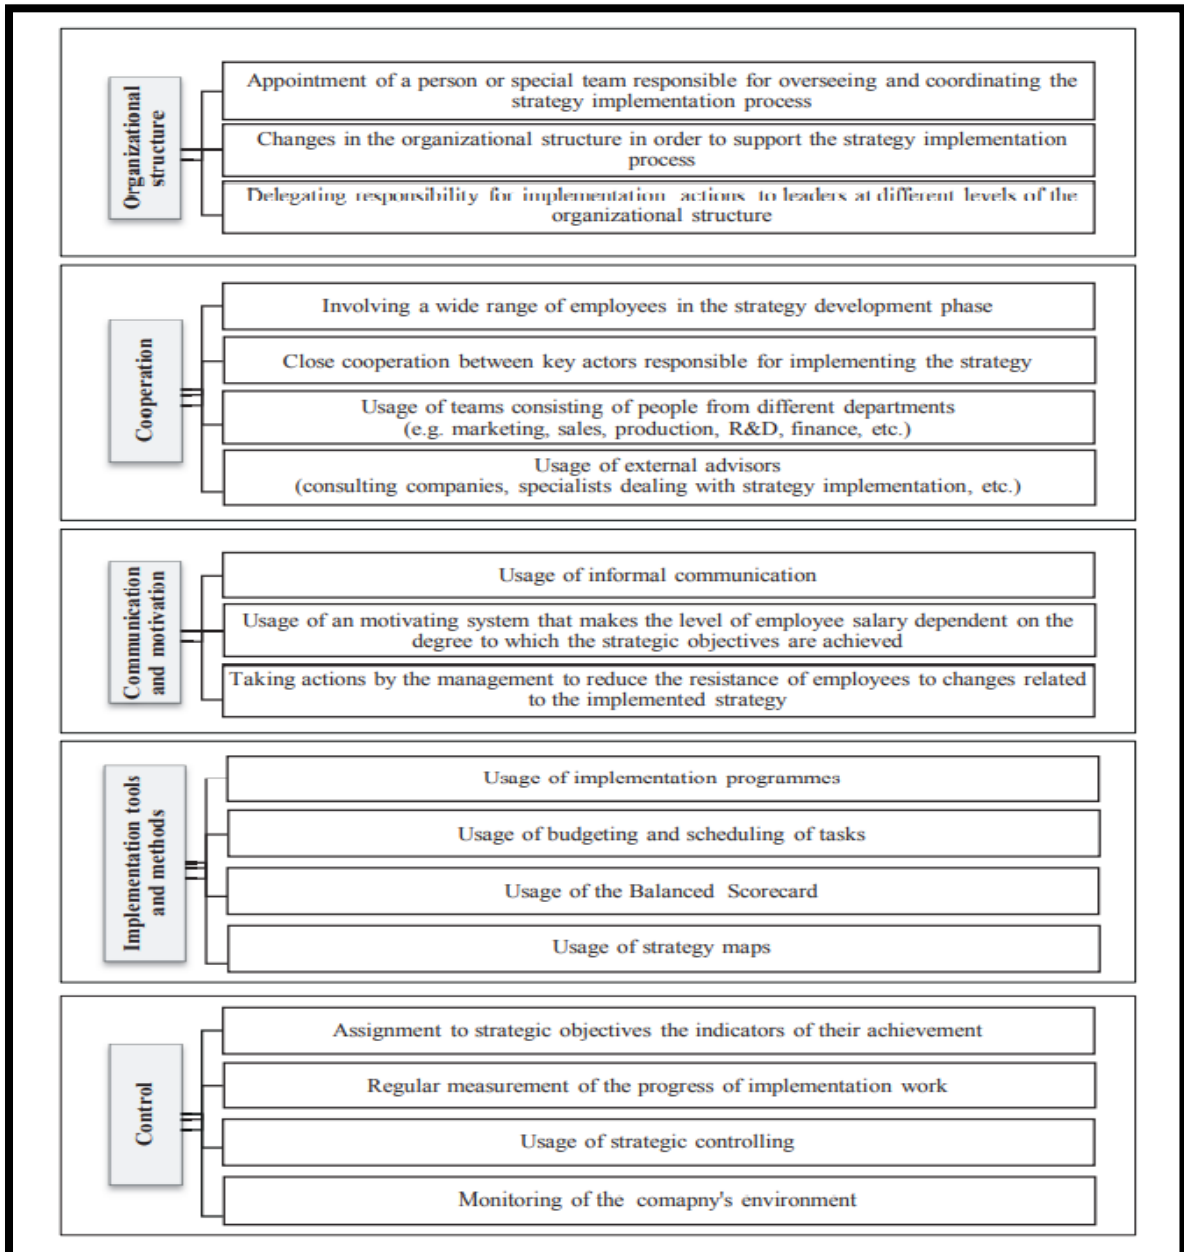 Organizational
structure
Appointment of a person or special team responsible for overseeing and coordinating the
strategy implementation process
Changes in the organizational structure in order to support the strategy implementation
process
Delegating responsibility for implementation actions to leaders at different levels of the
organizational structure
Cooperation
Involving a wide range of employees in the strategy development phase
Close cooperation between key actors responsible for implementing the strategy
Usage of teams consisting of people from different departments
(e.g. marketing, sales, production, R&D, finance, etc.)
Usage of external advisors
(consulting companies, specialists dealing with strategy implementation, etc.)
Communication
and motivation
Usage of informal communication
Usage of an motivating system that makes the level of employee salary dependent on the
degree to which the strategic objectives are achieved
Taking actions by the management to reduce the resistance of employees to changes related
to the implemented strategy
Implementation tools
and methods
Usage of implementation programmes
Usage of budgeting and scheduling of tasks
Usage of the Balanced Scorecard
Usage of strategy maps
Control
Assignment to strategic objectives the indicators of their achievement
Regular measurement of the progress of implementation work
Usage of strategic controlling
Monitoring of the comapny's environment